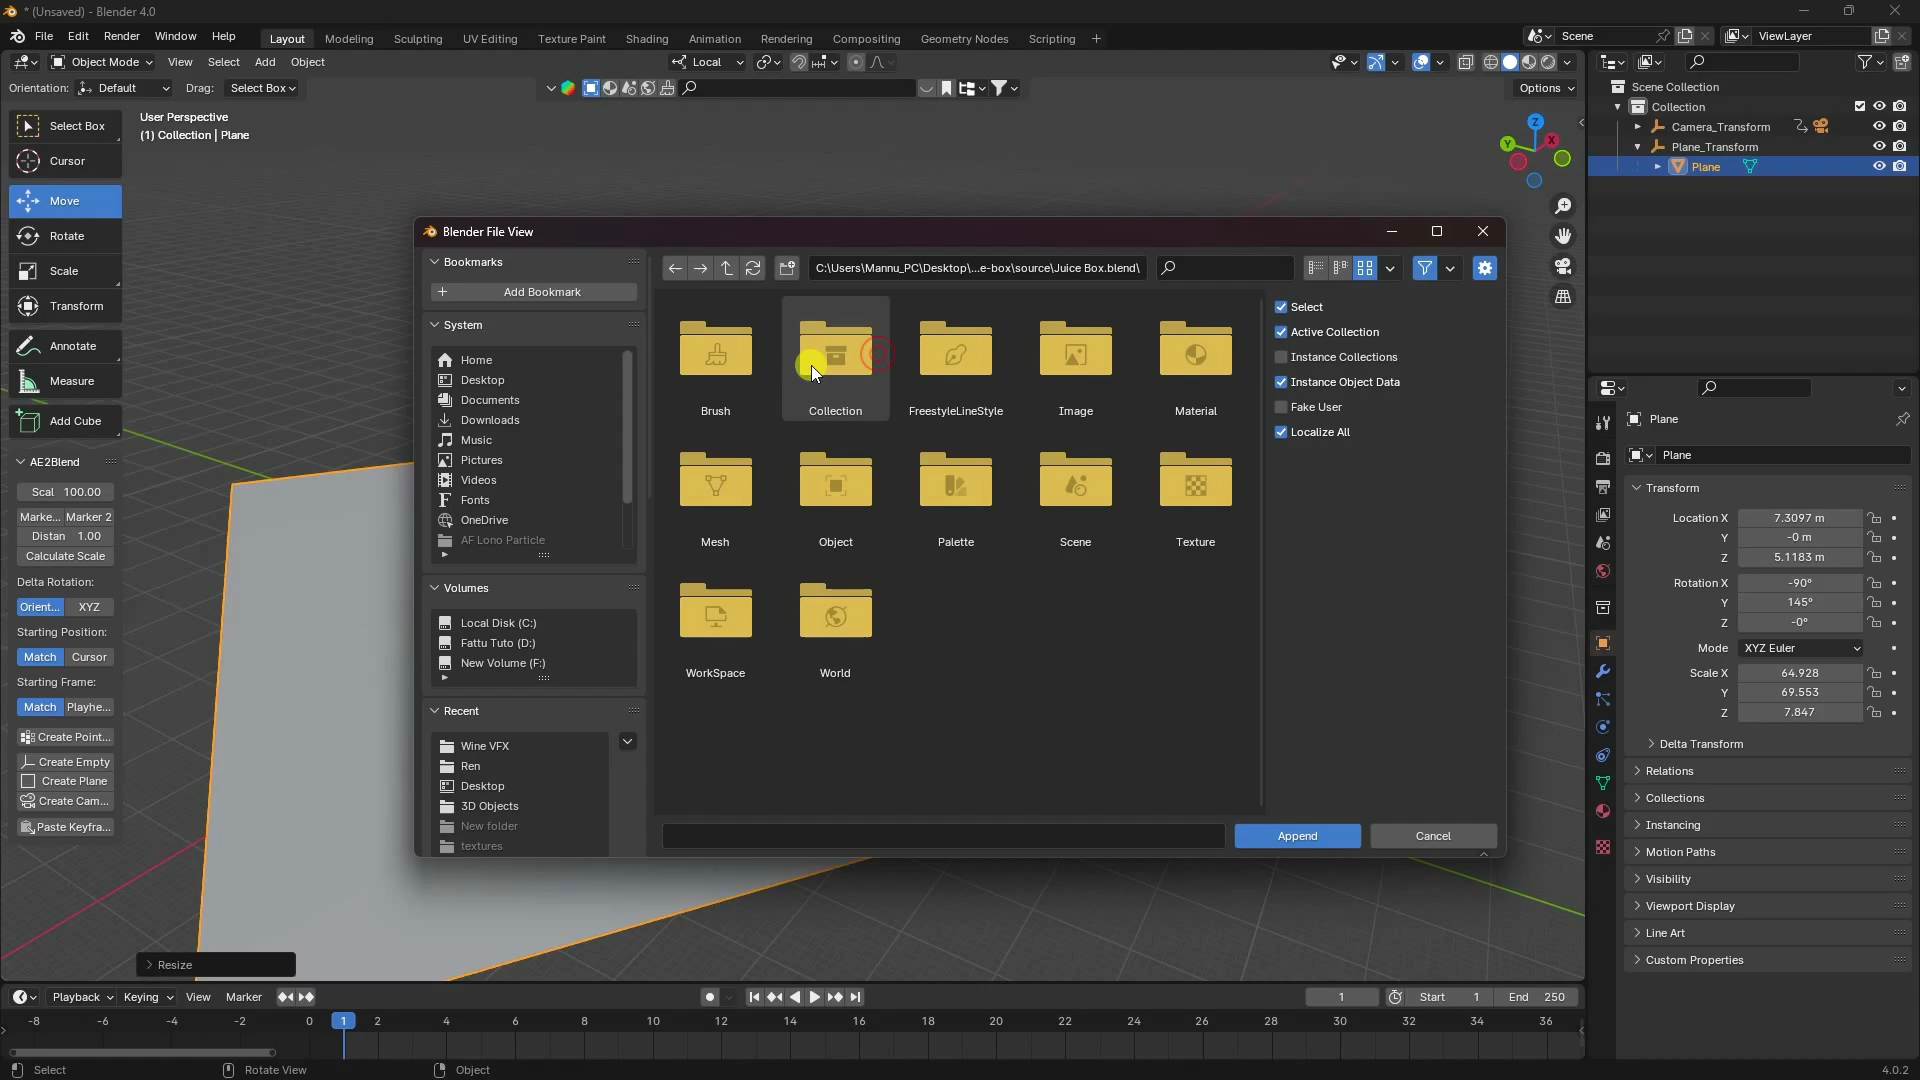 * (Unsaved) - Blender 4.0
File Edit Render Window Help
Layout Modeling Sculpting UV Editing Texture Paint Shading Animation Rendering Compositing Geometry Nodes Scripting +
Scene
ViewLayer
Object Mode View Select Add Object
Local
Orientation: Default Drag: Select Box
Options
User Perspective
(1) Collection | Plane
Select Box
Cursor
Move
Rotate
Scale
Transform
Annotate
Measure
Add Cube
AE2Blend
Scal 100.00
Marke... Marker 2
Distan 1.00
Calculate Scale
Delta Rotation:
Orient... XYZ
Starting Position:
Match Cursor
Starting Frame:
Match Playhe...
Create Point...
Create Empty
Create Plane
Create Cam...
Paste Keyfra...
Resize
Z
Y
X
Blender File View
Bookmarks
Add Bookmark
System
Home
Desktop
Documents
Downloads
Music
Pictures
Videos
Fonts
OneDrive
AF Lono Particle
Volumes
Local Disk (C:)
Fattu Tuto (D:)
New Volume (F:)
Recent
Wine VFX
Ren
Desktop
3D Objects
New folder
textures
C:\Users\Mannu_PC\Desktop\...e-box\source\Juice Box.blend\
Brush
Collection
FreestyleLineStyle
Image
Material
Mesh
Object
Palette
Scene
Texture
WorkSpace
World
Select
Active Collection
Instance Collections
Instance Object Data
Fake User
Localize All
Append
Cancel
Scene Collection
Collection
Camera_Transform
Plane_Transform
Plane
Plane
Plane
Transform
Location X 7.3097 m
Y -0 m
Z 5.1183 m
Rotation X -90°
Y 145°
Z -0°
Mode XYZ Euler
Scale X 64.928
Y 69.553
Z 7.847
Delta Transform
Relations
Collections
Instancing
Motion Paths
Visibility
Viewport Display
Line Art
Custom Properties
Playback Keying View Marker
1
Start 1 End 250
-8 -6 -4 -2 0 1 2 4 6 8 10 12 14 16 18 20 22 24 26 28 30 32 34 36
Select
Rotate View
Object
4.0.2